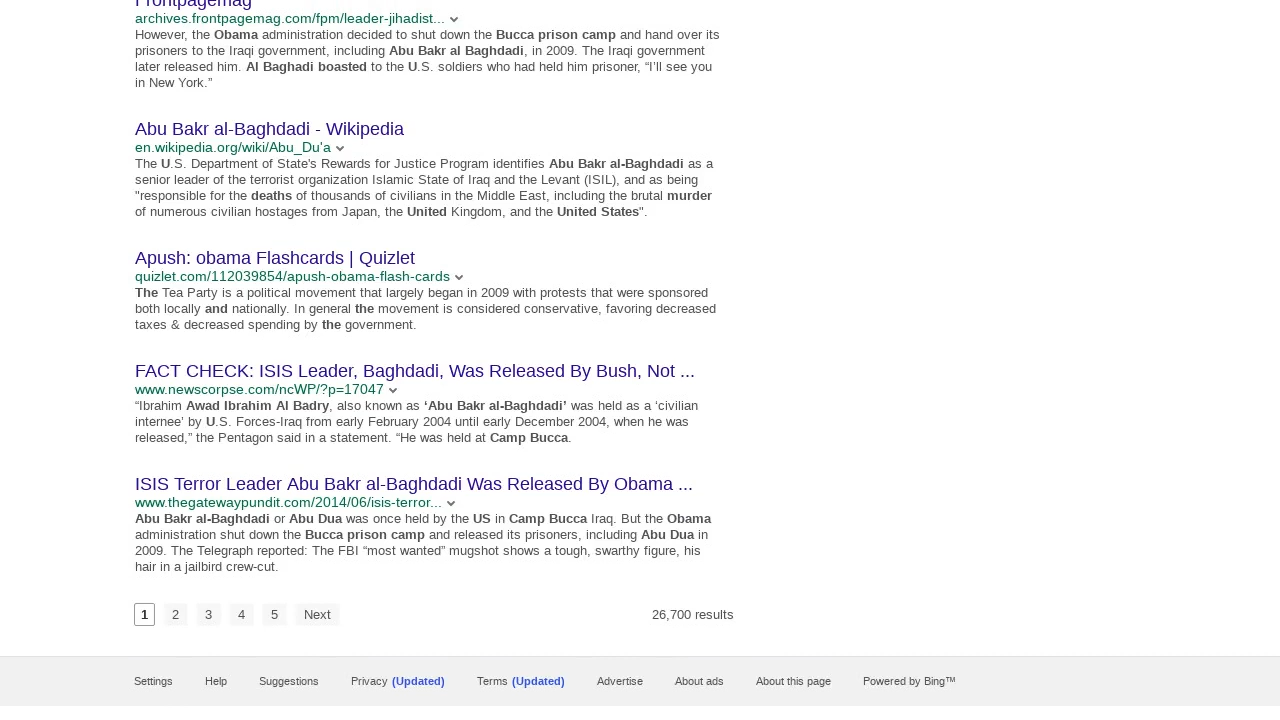 Frontpagemag
archives.frontpagemag.com/fpm/leader-jihadist...
However, the Obama administration decided to shut down the Bucca prison camp and hand over its
prisoners to the Iraqi government, including Abu Bakr al Baghdadi, in 2009. The Iraqi government
later released him. Al Baghadi boasted to the U.S. soldiers who had held him prisoner, “I’ll see you
in New York.”
Abu Bakr al-Baghdadi - Wikipedia
en.wikipedia.org/wiki/Abu_Du'a
The U.S. Department of State's Rewards for Justice Program identifies Abu Bakr al-Baghdadi as a
senior leader of the terrorist organization Islamic State of Iraq and the Levant (ISIL), and as being
"responsible for the deaths of thousands of civilians in the Middle East, including the brutal murder
of numerous civilian hostages from Japan, the United Kingdom, and the United States".
Apush: obama Flashcards | Quizlet
quizlet.com/112039854/apush-obama-flash-cards
The Tea Party is a political movement that largely began in 2009 with protests that were sponsored
both locally and nationally. In general the movement is considered conservative, favoring decreased
taxes & decreased spending by the government.
FACT CHECK: ISIS Leader, Baghdadi, Was Released By Bush, Not ...
www.newscorpse.com/ncWP/?p=17047
“Ibrahim Awad Ibrahim Al Badry, also known as ‘Abu Bakr al-Baghdadi’ was held as a ‘civilian
internee’ by U.S. Forces-Iraq from early February 2004 until early December 2004, when he was
released,” the Pentagon said in a statement. “He was held at Camp Bucca.
ISIS Terror Leader Abu Bakr al-Baghdadi Was Released By Obama ...
www.thegatewaypundit.com/2014/06/isis-terror...
Abu Bakr al-Baghdadi or Abu Dua was once held by the US in Camp Bucca Iraq. But the Obama
administration shut down the Bucca prison camp and released its prisoners, including Abu Dua in
2009. The Telegraph reported: The FBI “most wanted” mugshot shows a tough, swarthy figure, his
hair in a jailbird crew-cut.
1 2 3 4 5 Next 26,700 results
Settings Help Suggestions Privacy (Updated) Terms (Updated) Advertise About ads About this page Powered by Bing™